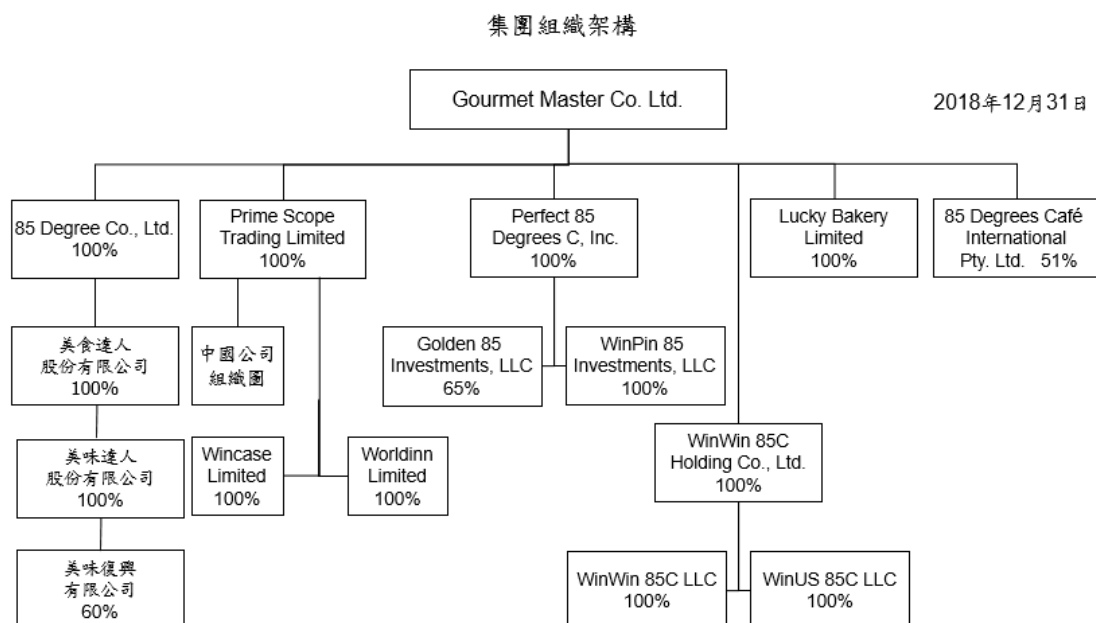 集團組織架構
Gourmet Master Co. Ltd.
2018年12月31日
85 Degree Co., Ltd.
100%
Prime Scope
Trading Limited
100%
Perfect 85
Degrees C, Inc.
100%
Lucky Bakery
Limited
100%
85 Degrees Café
International
Pty. Ltd. 51%
美食達人
股份有限公司
100%
中國公司
組織圖
Golden 85
Investments, LLC
65%
WinPin 85
Investments, LLC
100%
美味達人
股份有限公司
100%
Wincase
Limited
100%
Worldinn
Limited
100%
WinWin 85C
Holding Co., Ltd.
100%
美味復興
有限公司
60%
WinWin 85C LLC
100%
WinUS 85C LLC
100%